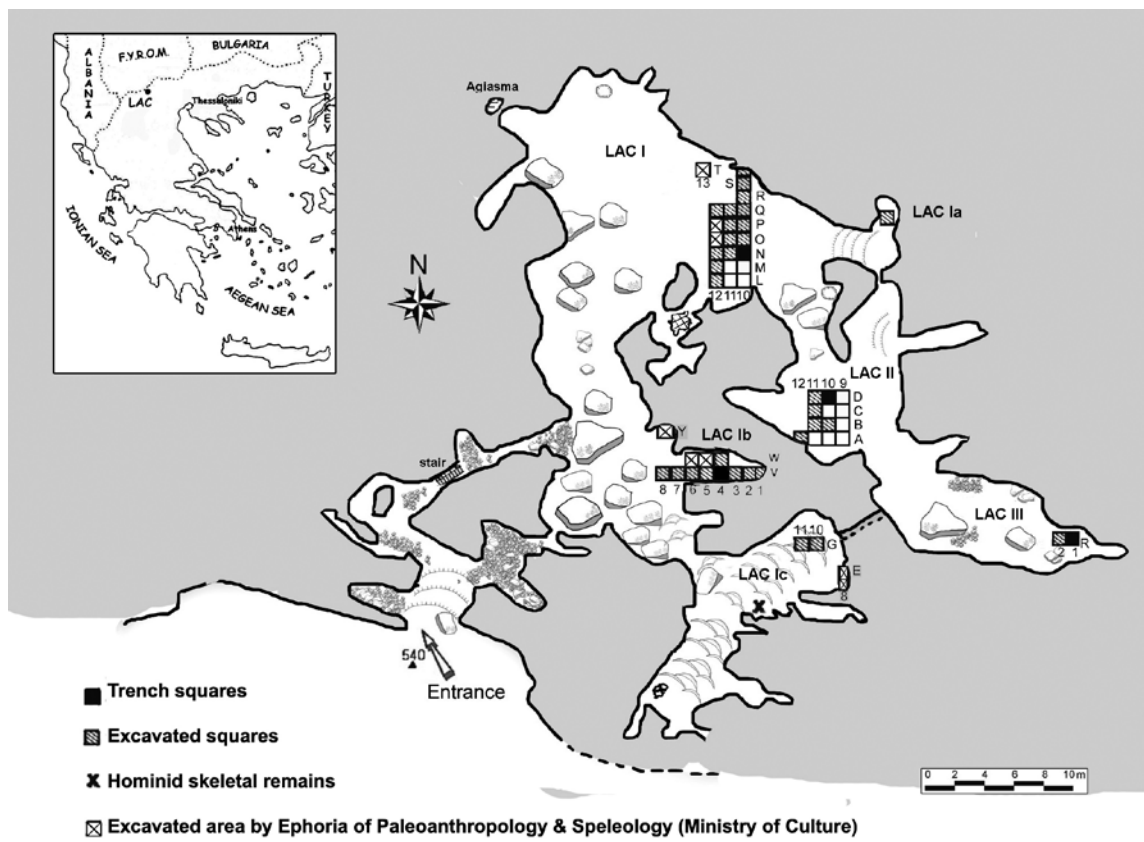 ALBANIA
F.Y.R.O.M.
BULGARIA
TURKEY
LAC
Thessaloniki
IONIAN SEA
Athens
AEGEAN SEA
N
Agiasma
LAC I
T
13
S
R
Q
P
O
N
M
L
12 11 10
LAC Ia
LAC II
12 11 10 9
D
C
B
A
Y
LAC Ib
W
V
8 7 6 5 4 3 2 1
stair
LAC III
R
2 1
11 10
G
LAC Ic
E
8
540
Entrance
Trench squares
Excavated squares
Hominid skeletal remains
Excavated area by Ephoria of Paleoanthropology & Speleology (Ministry of Culture)
0 2 4 6 8 10 m